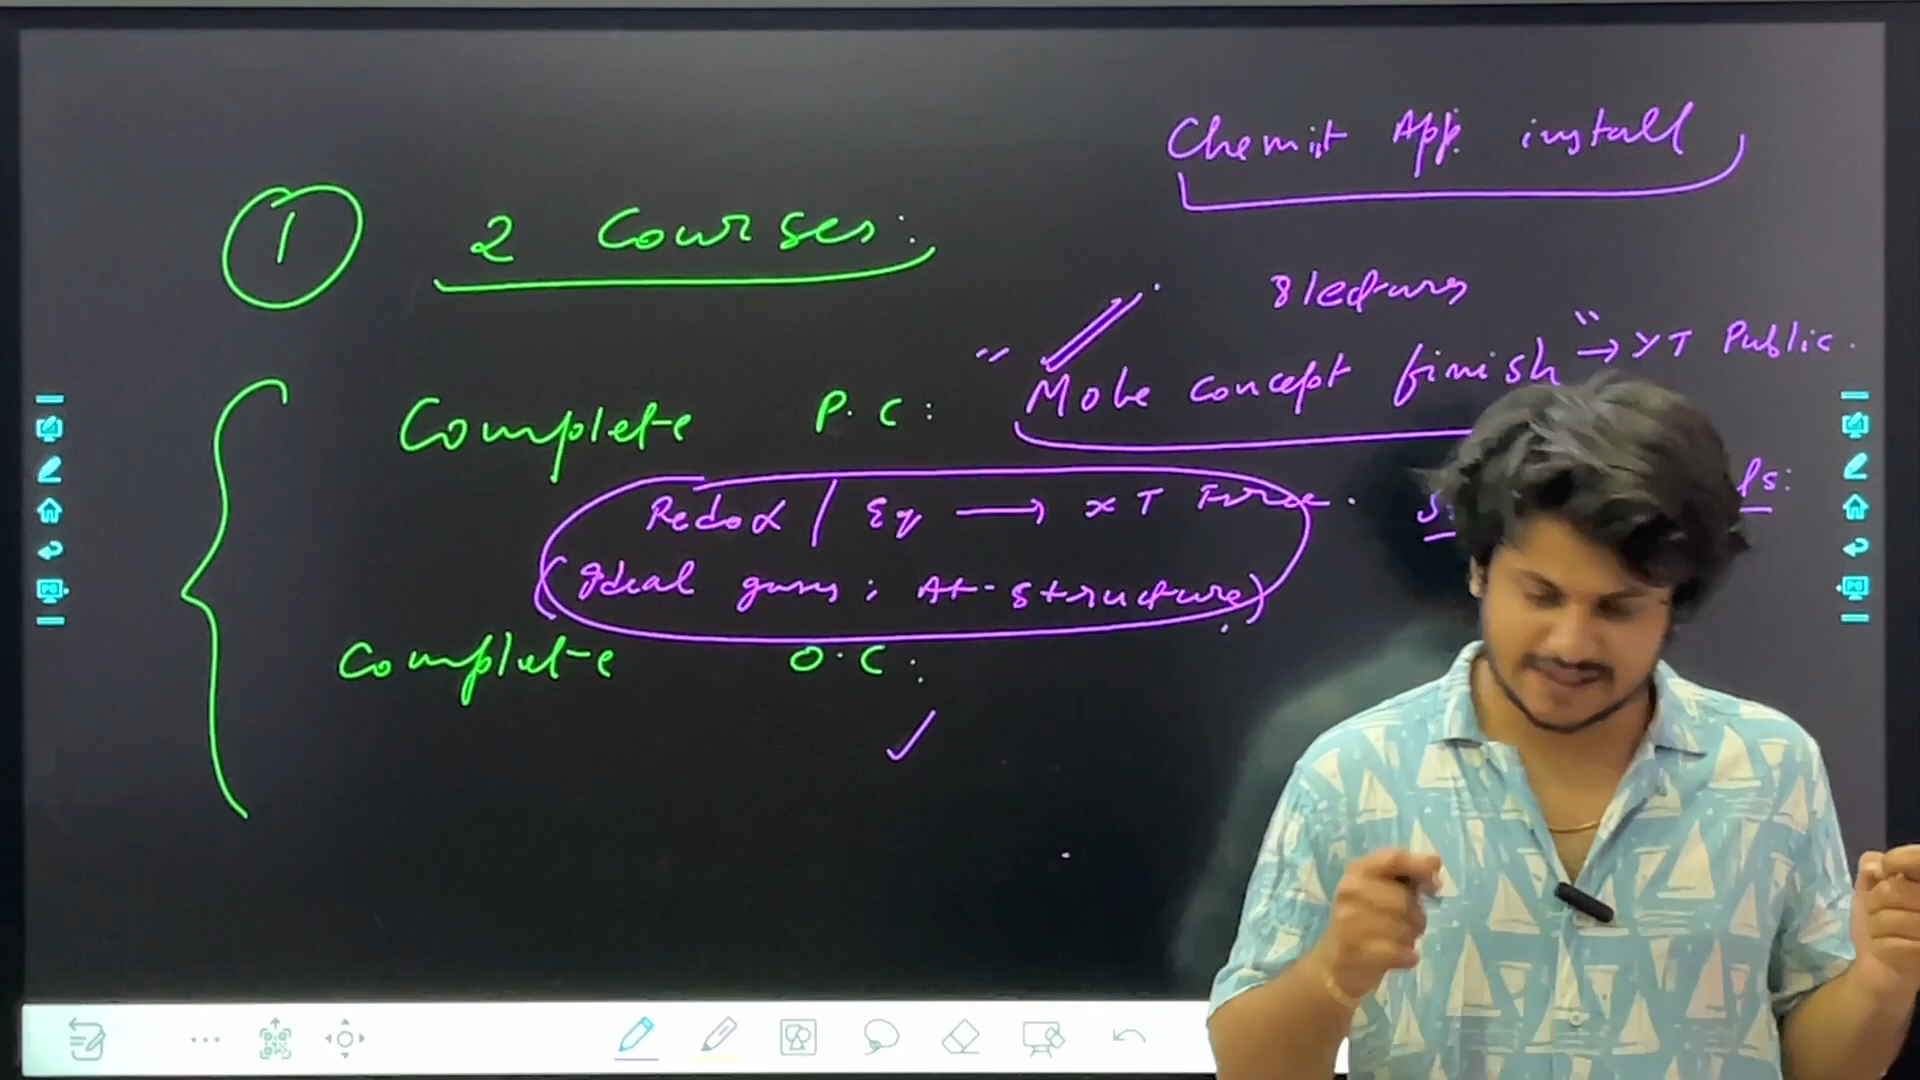 Chemist App install
① 2 Courses:
8 lectures
"Mole concept finish" → YT Public.
Complete P.C:
Redox / Eq → YT
(Ideal gases; At-structure)
Complete O.C: